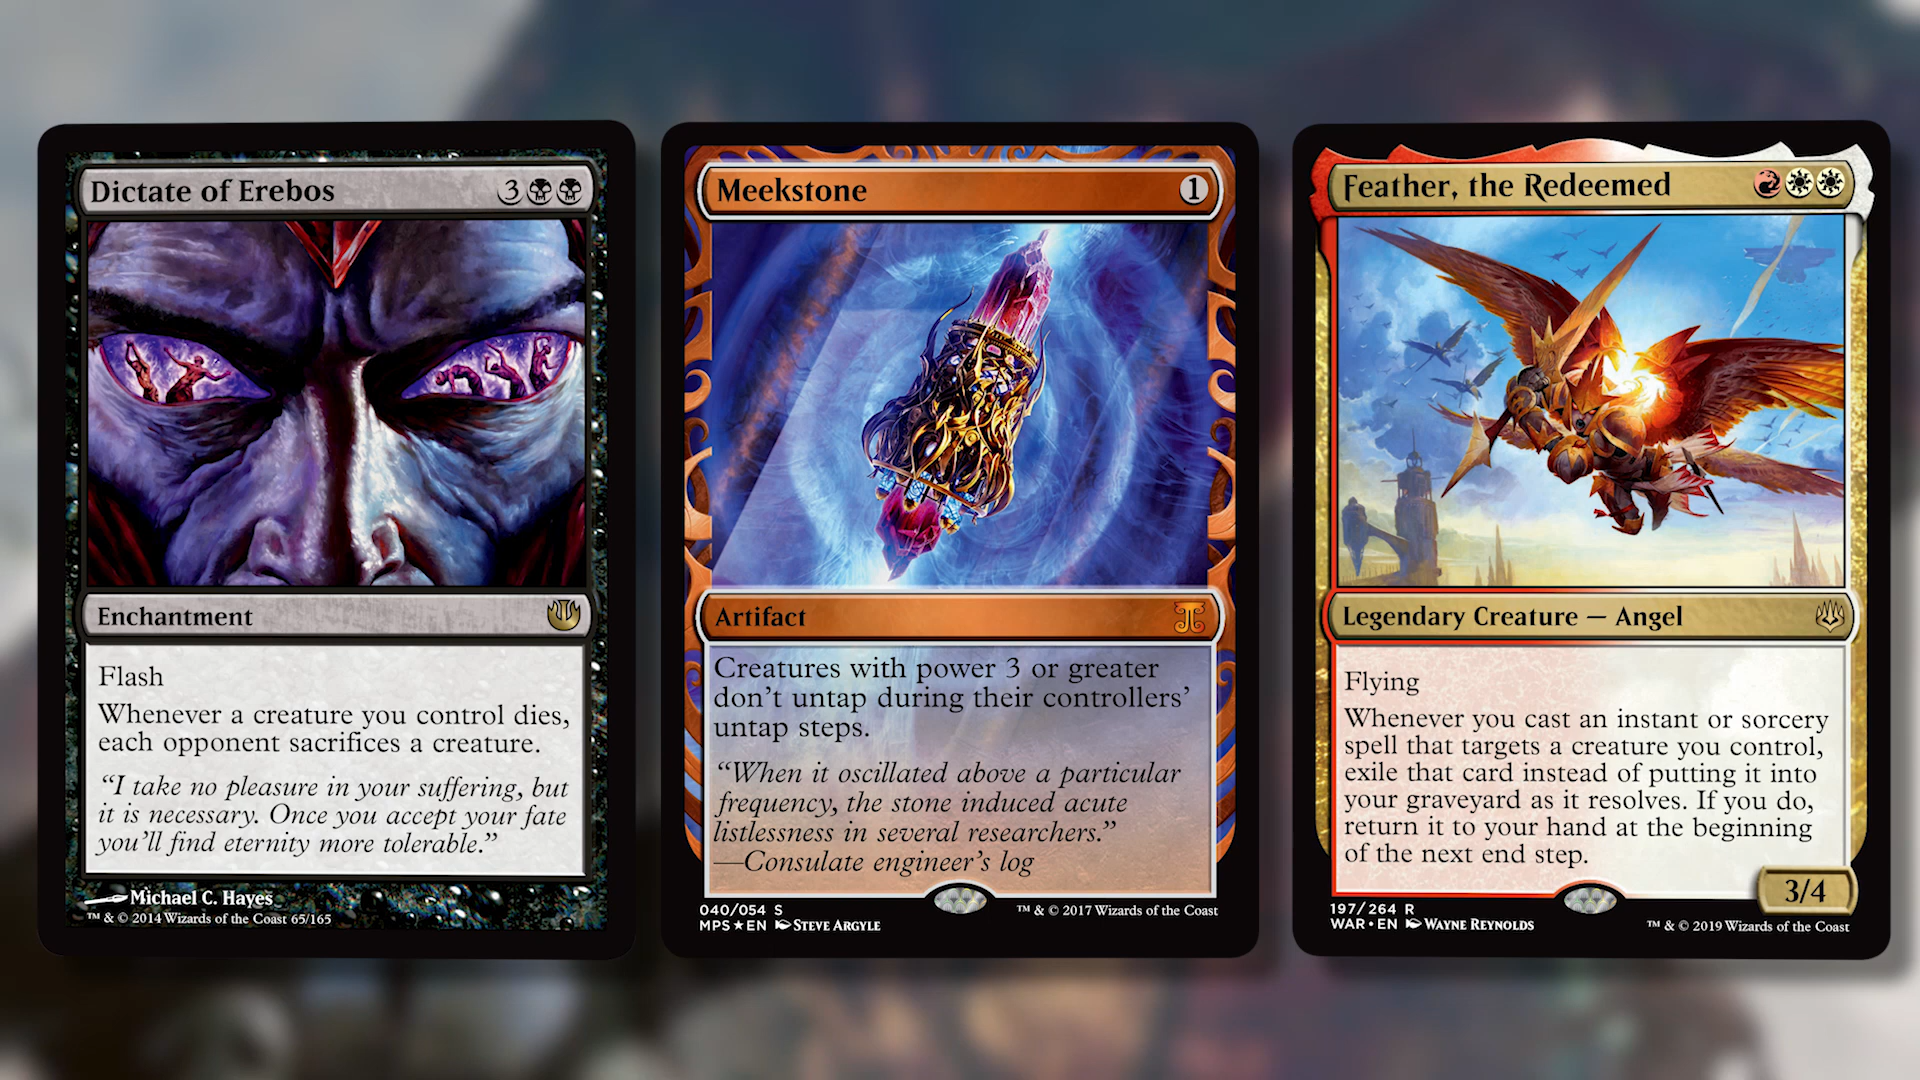 Dictate of Erebos 3
Enchantment
Flash
Whenever a creature you control dies,
each opponent sacrifices a creature.
“I take no pleasure in your suffering, but
it is necessary. Once you accept your fate
you’ll find eternity more tolerable.”
Michael C. Hayes
™ & © 2014 Wizards of the Coast 65/165
Meekstone 1
Artifact
Creatures with power 3 or greater
don’t untap during their controllers’
untap steps.
“When it oscillated above a particular
frequency, the stone induced acute
listlessness in several researchers.”
—Consulate engineer’s log
040/054 S
MPS★EN STEVE ARGYLE
™ & © 2017 Wizards of the Coast
Feather, the Redeemed
Legendary Creature — Angel
Flying
Whenever you cast an instant or sorcery
spell that targets a creature you control,
exile that card instead of putting it into
your graveyard as it resolves. If you do,
return it to your hand at the beginning
of the next end step.
3/4
197/264 R
WAR•EN WAYNE REYNOLDS
™ & © 2019 Wizards of the Coast